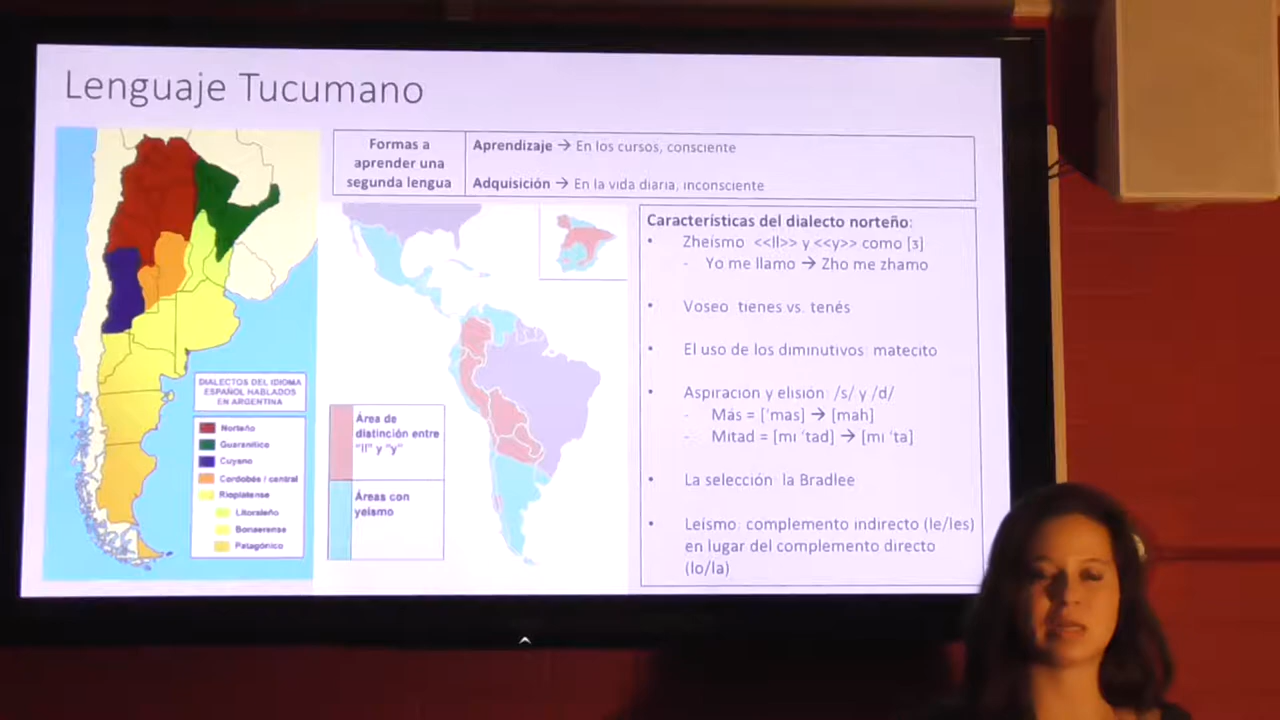 Lenguaje Tucumano
Formas a
aprender una
segunda lengua
Aprendizaje → En los cursos, consciente
Adquisición → En la vida diaria, inconsciente
Características del dialecto norteño:
• Zheísmo <<ll>> y <<y>> como [ʒ]
- Yo me llamo → Zho me zhamo
• Voseo tienes vs. tenés
• El uso de los diminutivos matecito
• Aspiración y elisión: /s/ y /d/
- Más = ['mas] → [mah]
- Mitad = [mi 'tad] → [mi 'ta]
• La selección la Bradlee
• Leísmo: complemento indirecto (le/les)
en lugar del complemento directo
(lo/la)
DIALECTOS DEL IDIOMA
ESPAÑOL HABLADOS
EN ARGENTINA
Norteño
Guaranítico
Cuyano
Cordobés / central
Rioplatense
Litoraleño
Bonaerense
Patagónico
Área de
distinción entre
"ll" y "y"
Áreas con
yeísmo